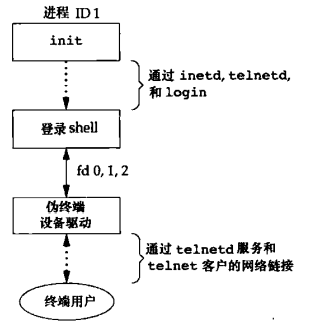 进程 ID 1
init
通过 inetd, telnetd,
和 login
登录 shell
fd 0, 1, 2
伪终端
设备驱动
通过 telnetd 服务和
telnet 客户的网络链接
终端用户